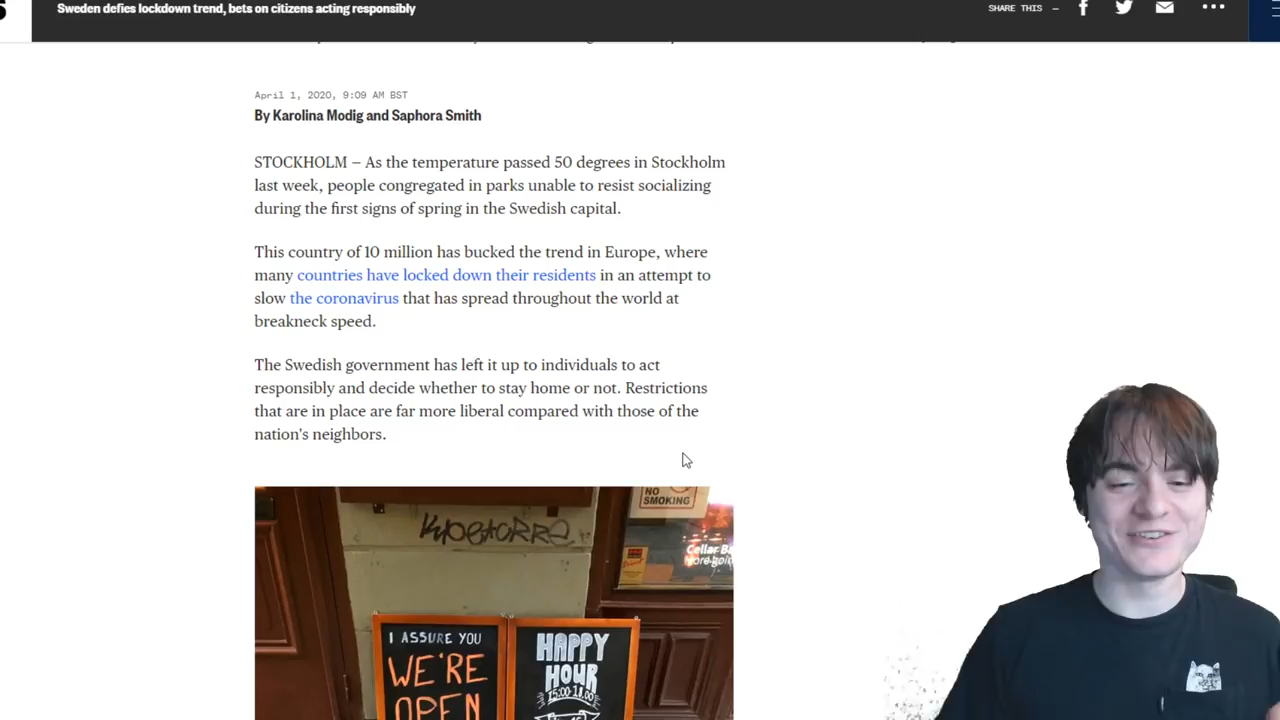 Sweden defies lockdown trend, bets on citizens acting responsibly
SHARE THIS —
April 1, 2020, 9:09 AM BST
By Karolina Modig and Saphora Smith
STOCKHOLM — As the temperature passed 50 degrees in Stockholm
last week, people congregated in parks unable to resist socializing
during the first signs of spring in the Swedish capital.
This country of 10 million has bucked the trend in Europe, where
many countries have locked down their residents in an attempt to
slow the coronavirus that has spread throughout the world at
breakneck speed.
The Swedish government has left it up to individuals to act
responsibly and decide whether to stay home or not. Restrictions
that are in place are far more liberal compared with those of the
nation's neighbors.
NO
SMOKING
Cellar
I ASSURE YOU
WE'RE
OPEN
HAPPY
HOUR